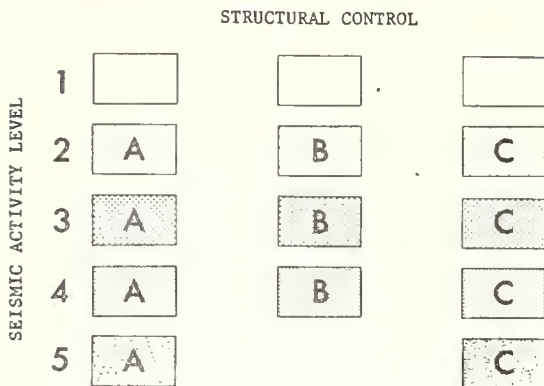 STRUCTURAL CONTROL
SEISMIC ACTIVITY LEVEL
1
2 A B C
3 A B C
4 A B C
5 A C